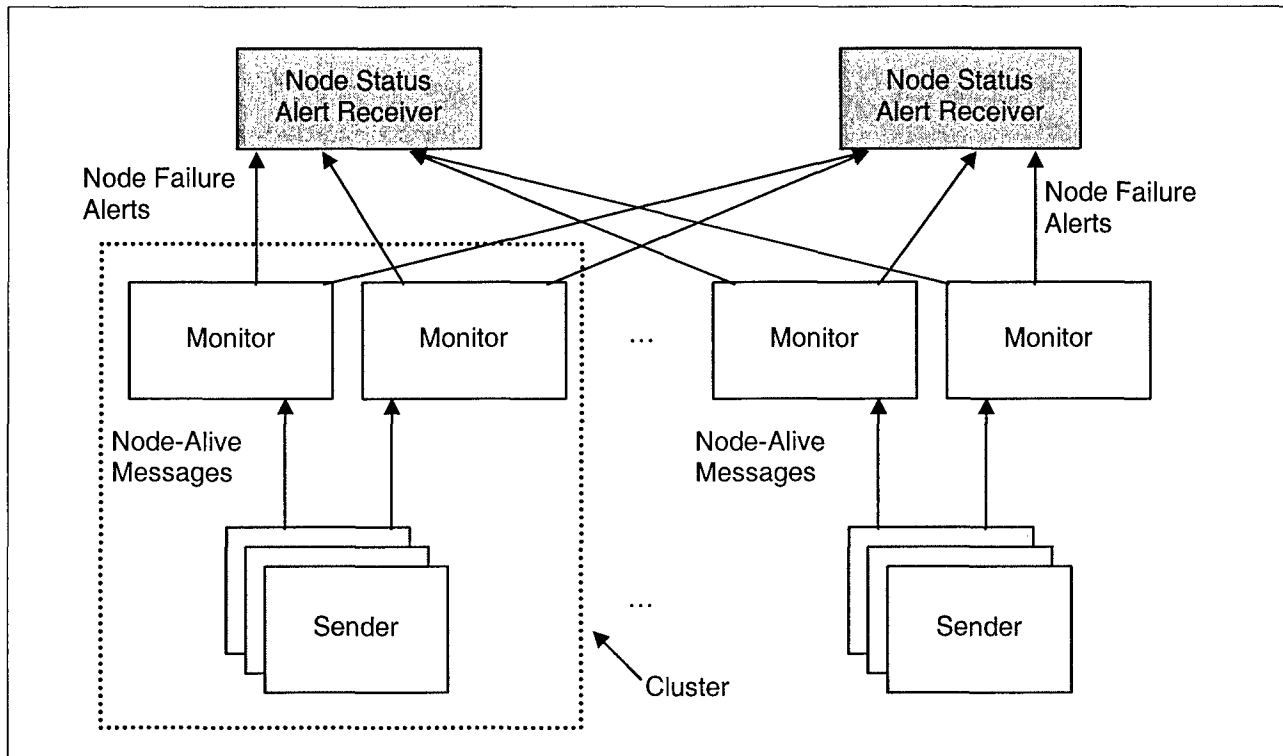 Node Status
Alert Receiver
Node Status
Alert Receiver
Node Failure
Alerts
Node Failure
Alerts
Monitor
Monitor
...
Monitor
Monitor
Node-Alive
Messages
Node-Alive
Messages
Sender
...
Sender
Cluster